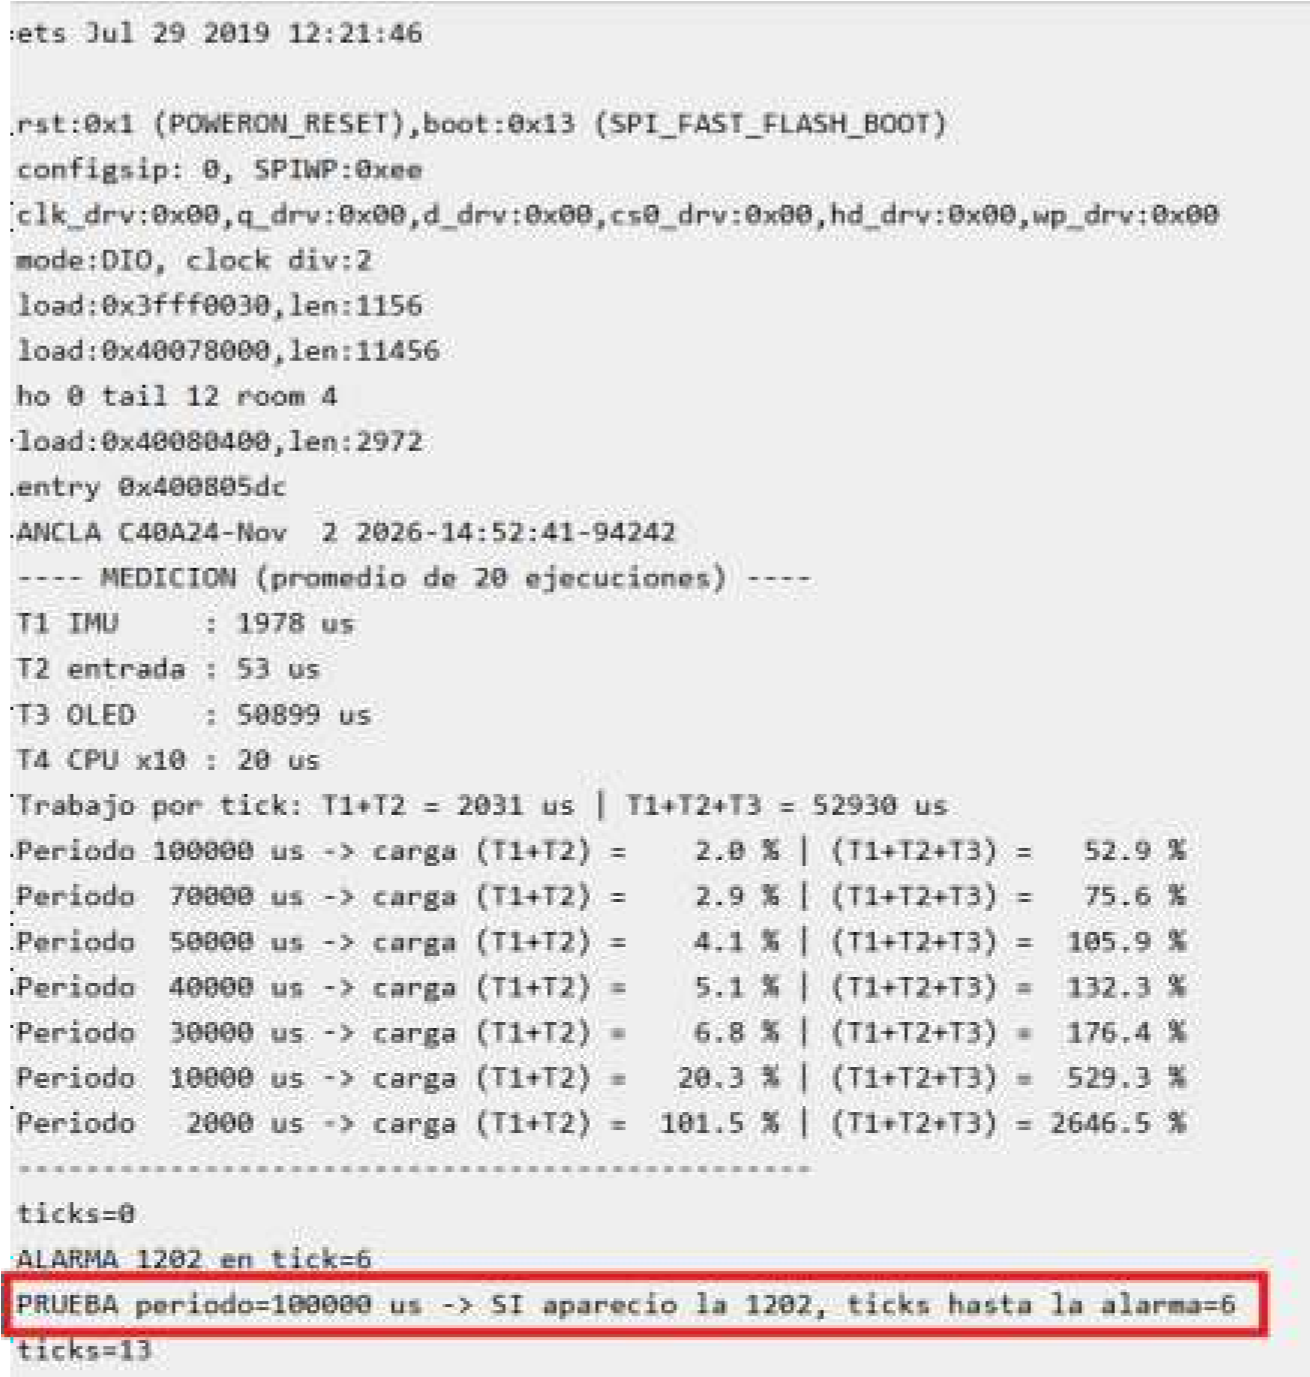 ets Jul 29 2019 12:21:46
rst:0x1 (POWERON_RESET),boot:0x13 (SPI_FAST_FLASH_BOOT)
configsip: 0, SPIWP:0xee
clk_drv:0x00,q_drv:0x00,d_drv:0x00,cs0_drv:0x00,hd_drv:0x00,wp_drv:0x00
mode:DIO, clock div:2
load:0x3fff0030,len:1156
load:0x40078000,len:11456
ho 0 tail 12 room 4
load:0x40080400,len:2972
entry 0x400805dc
ANCLA C40A24-Nov  2 2026-14:52:41-94242
---- MEDICION (promedio de 20 ejecuciones) ----
T1 IMU     : 1978 us
T2 entrada : 53 us
T3 OLED    : 50899 us
T4 CPU x10 : 20 us
Trabajo por tick: T1+T2 = 2031 us | T1+T2+T3 = 52930 us
Periodo 100000 us -> carga (T1+T2) =    2.0 % | (T1+T2+T3) =   52.9 %
Periodo  70000 us -> carga (T1+T2) =    2.9 % | (T1+T2+T3) =   75.6 %
Periodo  50000 us -> carga (T1+T2) =    4.1 % | (T1+T2+T3) =  105.9 %
Periodo  40000 us -> carga (T1+T2) =    5.1 % | (T1+T2+T3) =  132.3 %
Periodo  30000 us -> carga (T1+T2) =    6.8 % | (T1+T2+T3) =  176.4 %
Periodo  10000 us -> carga (T1+T2) =   20.3 % | (T1+T2+T3) =  529.3 %
Periodo   2000 us -> carga (T1+T2) =  101.5 % | (T1+T2+T3) = 2646.5 %
-----------------------------------------------
ticks=0
ALARMA 1202 en tick=6
PRUEBA periodo=100000 us -> SI aparecio la 1202, ticks hasta la alarma=6
ticks=13